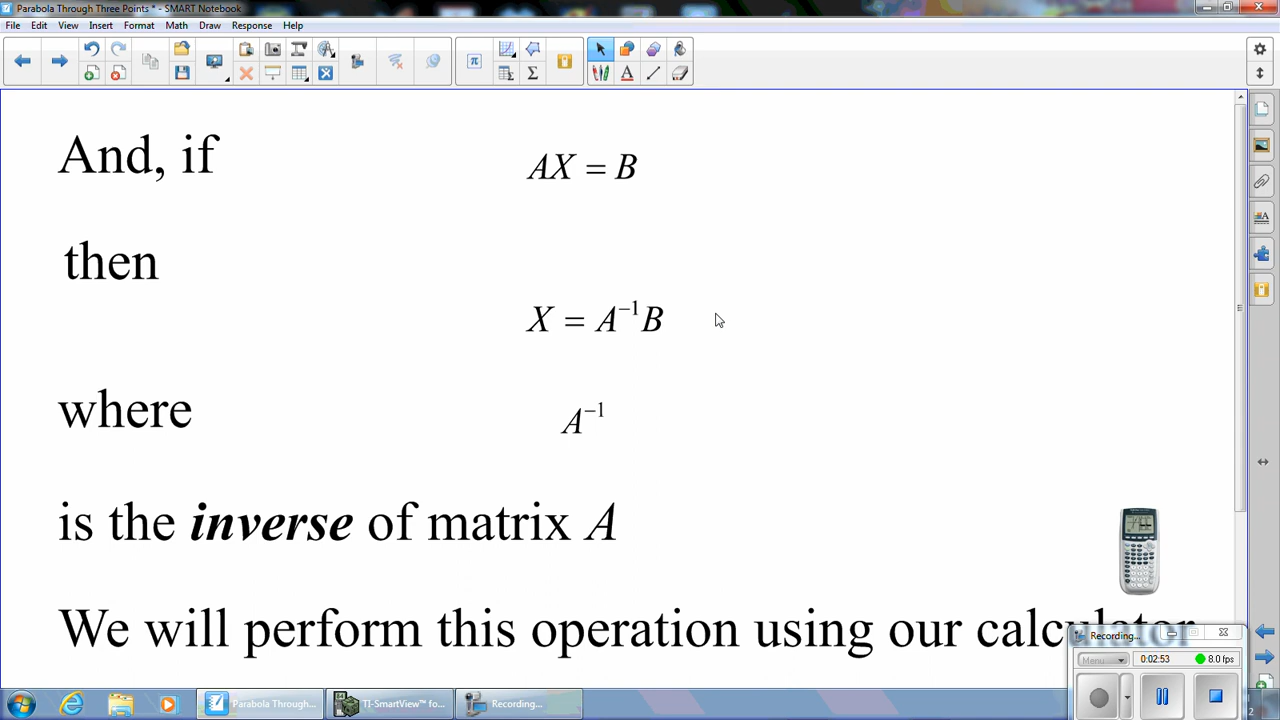 Parabola Through Three Points * - SMART Notebook
File Edit View Insert Format Math Draw Response Help
And, if
AX = B
then
X = A⁻¹B
where
A⁻¹
is the inverse of matrix A
We will perform this operation using our calculator
Recording...
Menu 0:02:53 8.0 fps
Parabola Through... TI-SmartView™ fo... Recording...